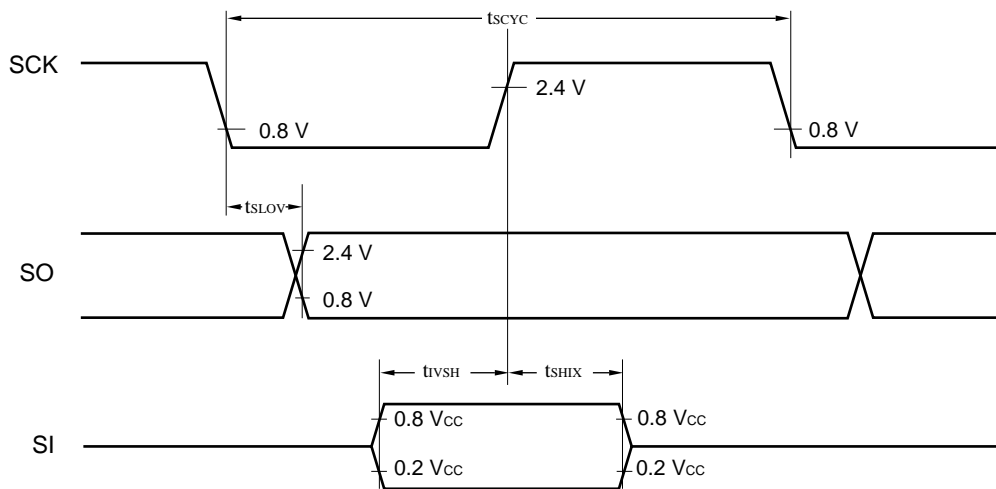 tSCYC
SCK
2.4 V
0.8 V
0.8 V
tSLOV
2.4 V
SO
0.8 V
tIVSH
tSHIX
0.8 VCC
0.8 VCC
SI
0.2 VCC
0.2 VCC